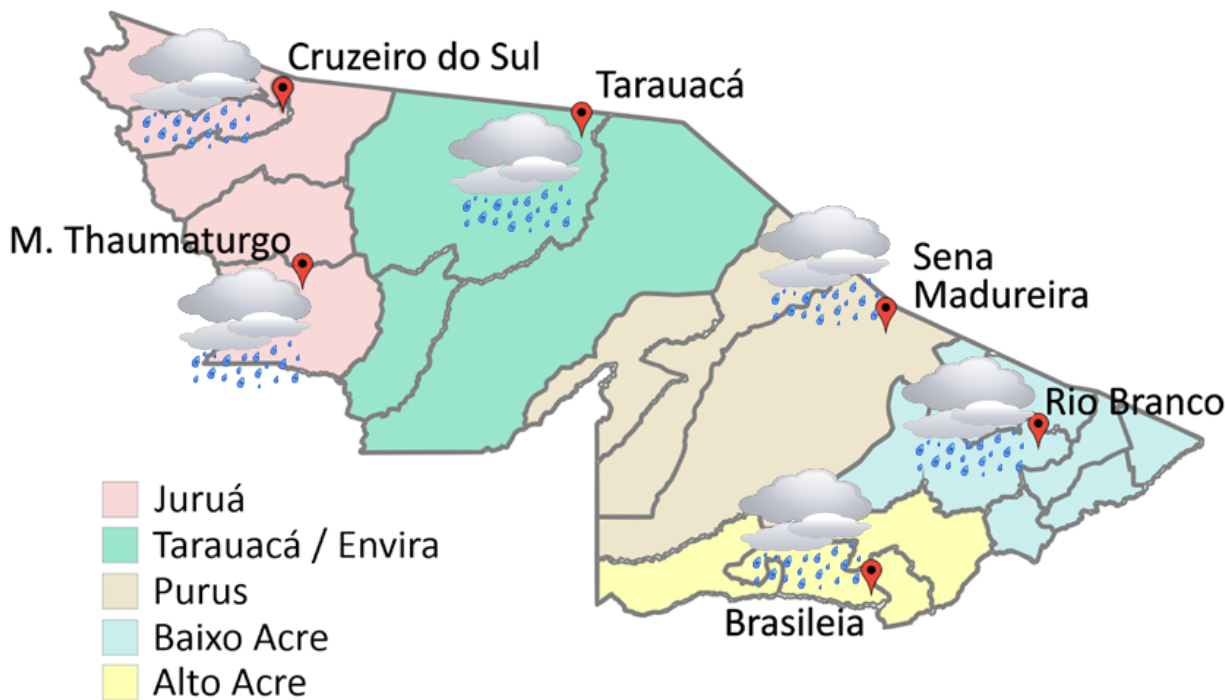 Cruzeiro do Sul
Tarauacá
M. Thaumaturgo
Sena
Madureira
Rio Branco
Brasileia
Juruá
Tarauacá / Envira
Purus
Baixo Acre
Alto Acre